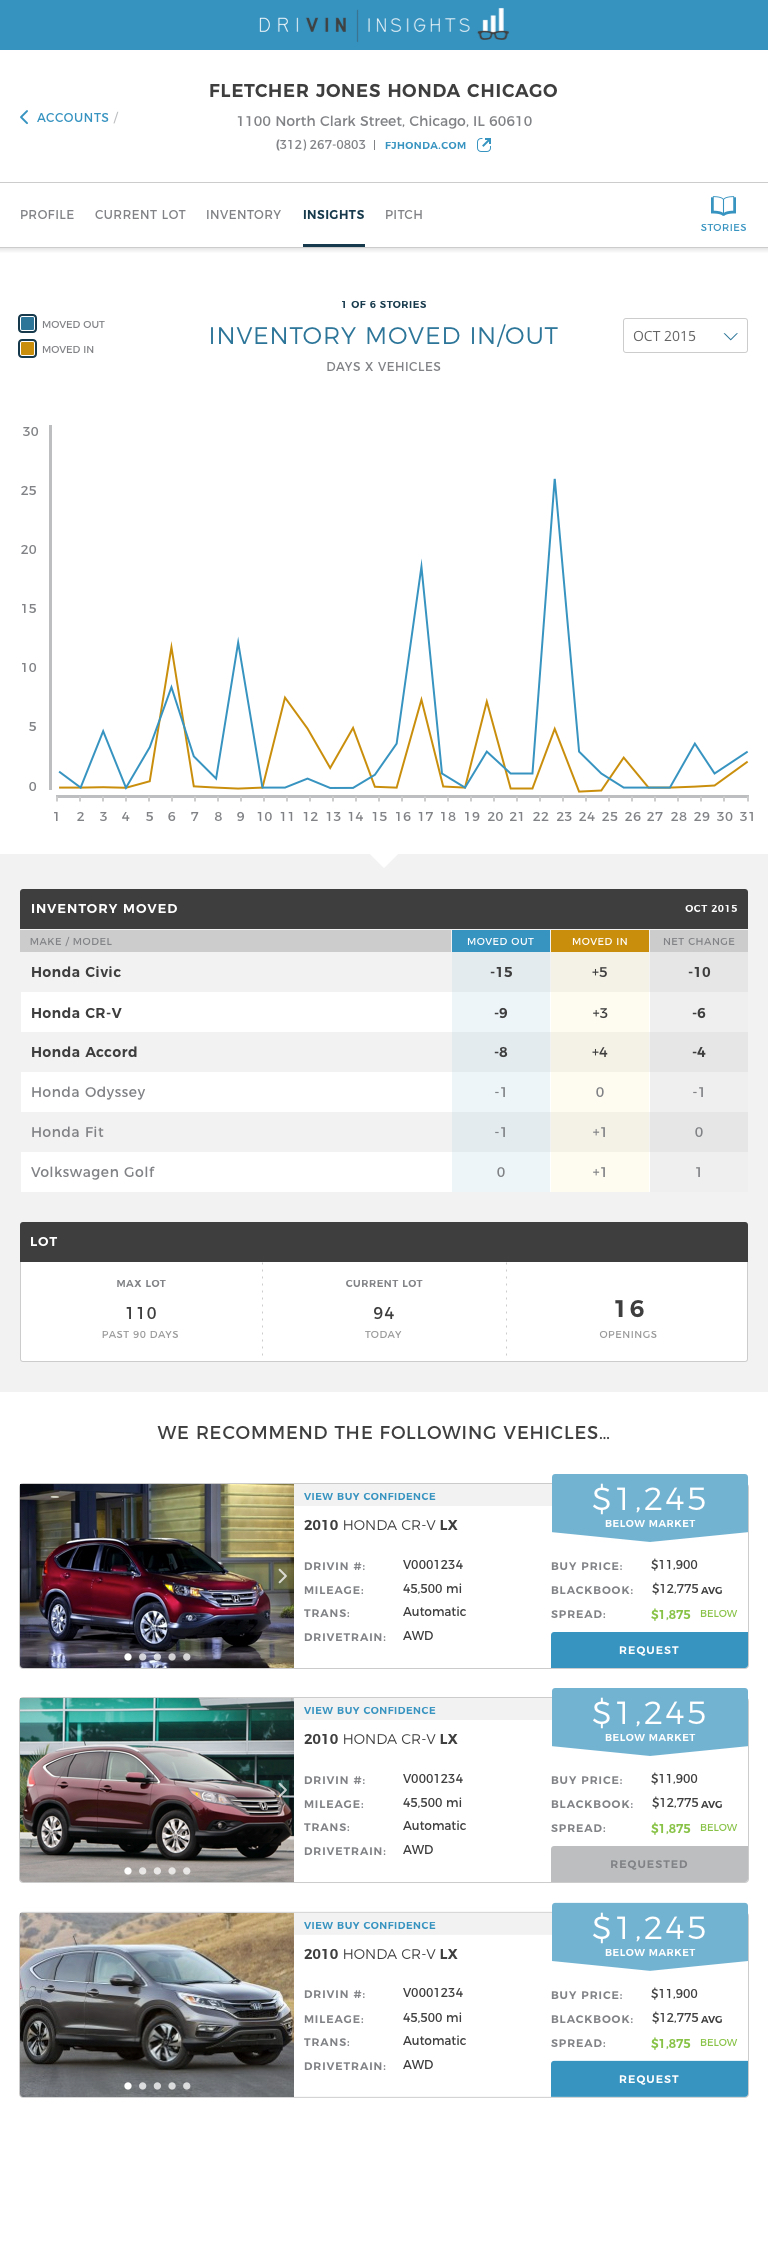 DRIVIN | INSIGHTS
FLETCHER JONES HONDA CHICAGO
1100 North Clark Street, Chicago, IL 60610
ACCOUNTS /
(312) 267-0803 | FJHONDA.COM
PROFILE CURRENT LOT INVENTORY INSIGHTS PITCH
STORIES
1 OF 6 STORIES
MOVED OUT
MOVED IN
INVENTORY MOVED IN/OUT
OCT 2015
DAYS X VEHICLES
30
25
20
15
10
5
0
1 2 3 4 5 6 7 8 9 10 11 12 13 14 15 16 17 18 19 20 21 22 23 24 25 26 27 28 29 30 31
INVENTORY MOVED OCT 2015
MAKE / MODEL MOVED OUT MOVED IN NET CHANGE
Honda Civic -15 +5 -10
Honda CR-V -9 +3 -6
Honda Accord -8 +4 -4
Honda Odyssey -1 0 -1
Honda Fit -1 +1 0
Volkswagen Golf 0 +1 1
LOT
MAX LOT CURRENT LOT
110 94 16
PAST 90 DAYS TODAY OPENINGS
WE RECOMMEND THE FOLLOWING VEHICLES...
VIEW BUY CONFIDENCE
$1,245
BELOW MARKET
2010 HONDA CR-V LX
DRIVIN #: V0001234 BUY PRICE: $11,900
MILEAGE: 45,500 mi BLACKBOOK: $12,775 AVG
TRANS: Automatic SPREAD: $1,875 BELOW
DRIVETRAIN: AWD
REQUEST
VIEW BUY CONFIDENCE
$1,245
BELOW MARKET
2010 HONDA CR-V LX
DRIVIN #: V0001234 BUY PRICE: $11,900
MILEAGE: 45,500 mi BLACKBOOK: $12,775 AVG
TRANS: Automatic SPREAD: $1,875 BELOW
DRIVETRAIN: AWD
REQUESTED
VIEW BUY CONFIDENCE
$1,245
BELOW MARKET
2010 HONDA CR-V LX
DRIVIN #: V0001234 BUY PRICE: $11,900
MILEAGE: 45,500 mi BLACKBOOK: $12,775 AVG
TRANS: Automatic SPREAD: $1,875 BELOW
DRIVETRAIN: AWD
REQUEST